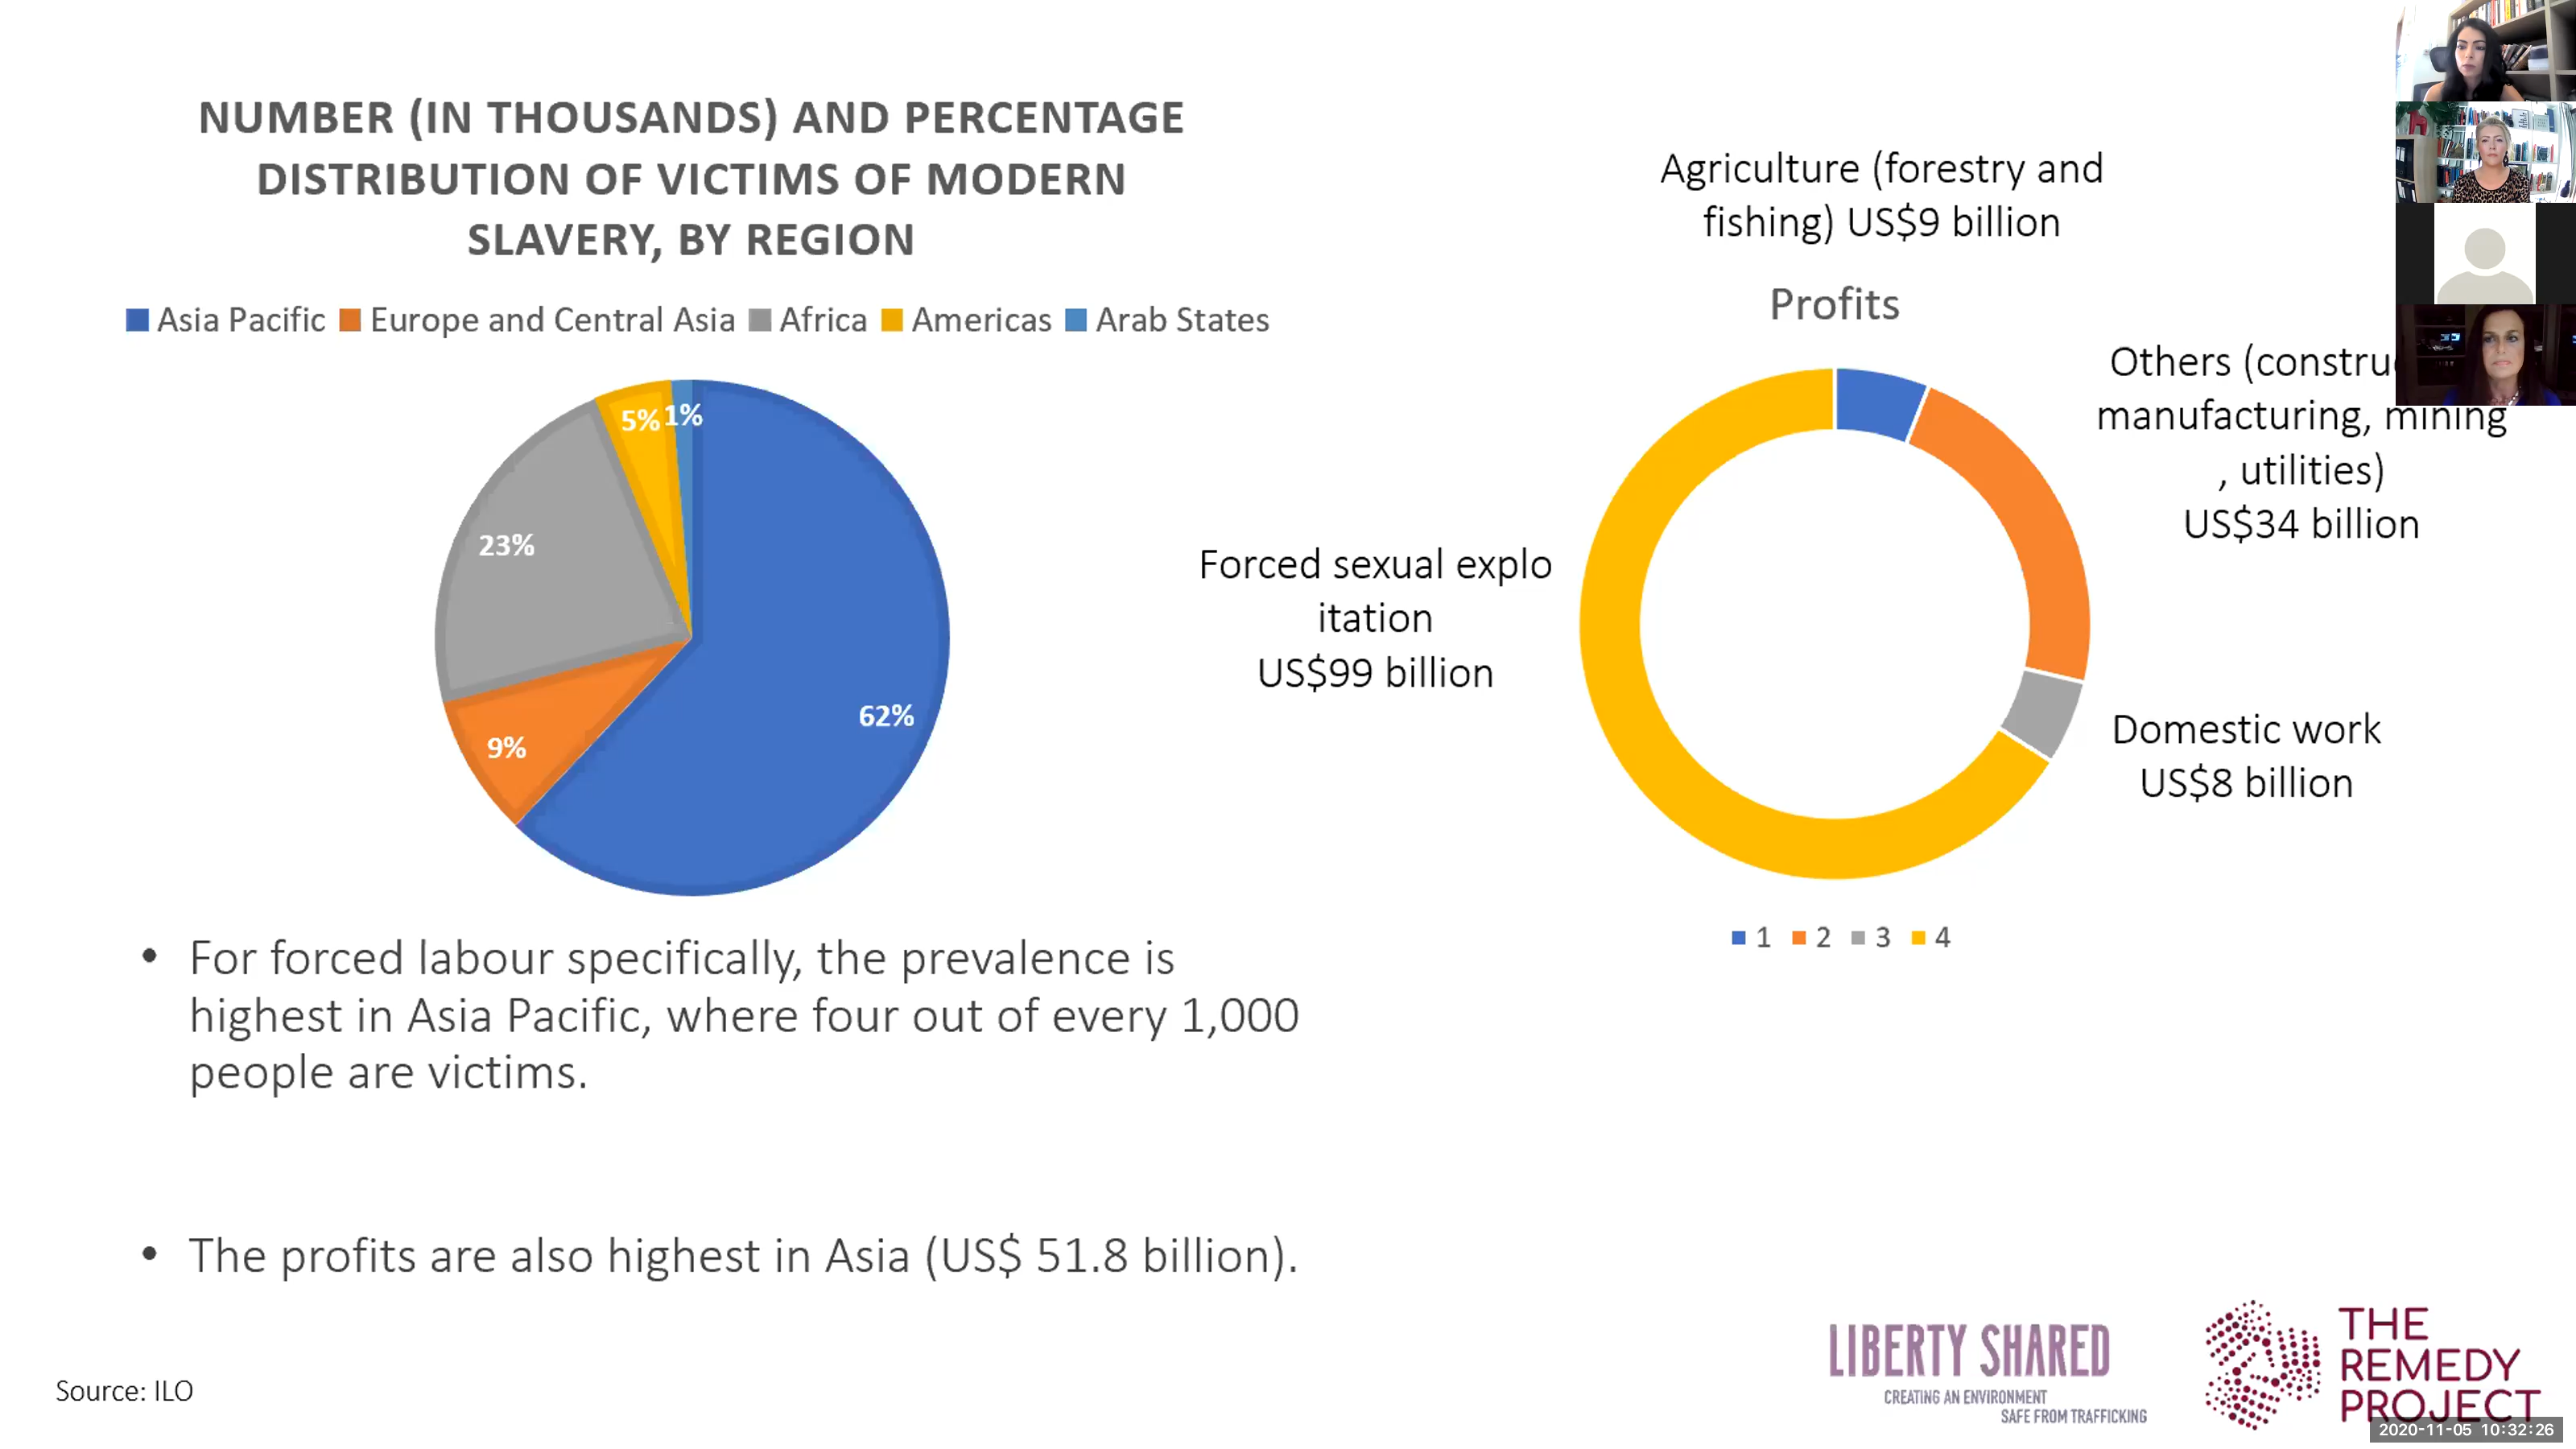 NUMBER (IN THOUSANDS) AND PERCENTAGE
DISTRIBUTION OF VICTIMS OF MODERN
SLAVERY, BY REGION
Asia Pacific Europe and Central Asia Africa Americas Arab States
5% 1%
23%
62%
9%
• For forced labour specifically, the prevalence is
highest in Asia Pacific, where four out of every 1,000
people are victims.
• The profits are also highest in Asia (US$ 51.8 billion).
Source: ILO
Agriculture (forestry and
fishing) US$9 billion
Profits
Others
manufacturing, mining
, utilities)
US$34 billion
Forced sexual explo
itation
US$99 billion
Domestic work
US$8 billion
1 2 3 4
LIBERTY SHARED
CREATING AN ENVIRONMENT
SAFE FROM TRAFFICKING
THE
REMEDY
PROJECT
2020-11-05 10:32:26